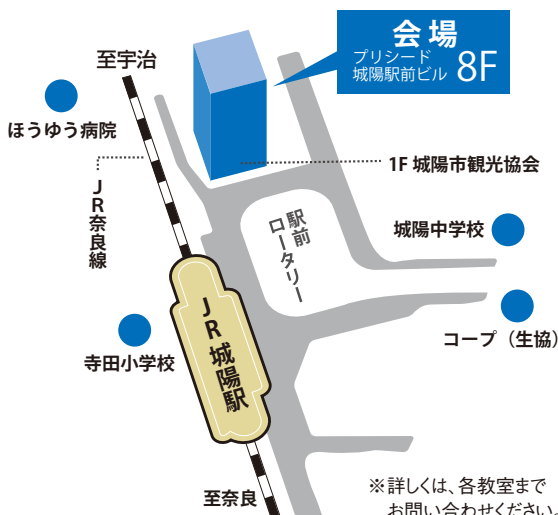 会場
プリシード
城陽駅前ビル 8F
至宇治
ほうゆう病院
1F 城陽市観光協会
JR奈良線
駅前
ロータリー
城陽中学校
コープ（生協）
寺田小学校
JR城陽駅
至奈良
※詳しくは、各教室まで
お問い合わせください。